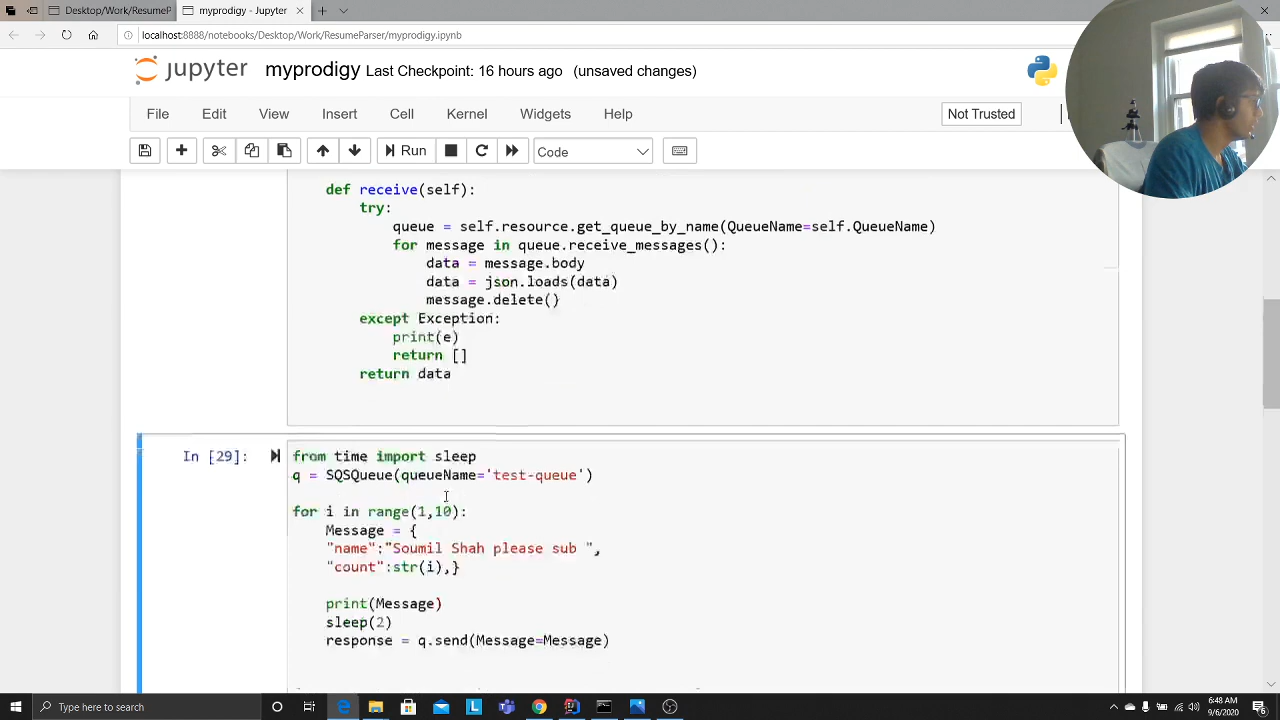 Desktop/Work/ResumeP
myprodigy - Jupyter
localhost:8888/notebooks/Desktop/Work/ResumeParser/myprodigy.ipynb
jupyter myprodigy Last Checkpoint: 16 hours ago (unsaved changes)
File Edit View Insert Cell Kernel Widgets Help Not Trusted
Run Code
def receive(self):
try:
queue = self.resource.get_queue_by_name(QueueName=self.QueueName)
for message in queue.receive_messages():
data = message.body
data = json.loads(data)
message.delete()
except Exception:
print(e)
return []
return data
In [29]:
from time import sleep
q = SQSQueue(queueName='test-queue')
for i in range(1,10):
Message = {
"name":"Soumil Shah please sub ",
"count":str(i),}
print(Message)
sleep(2)
response = q.send(Message=Message)
Type here to search
6:48 AM
9/6/2020